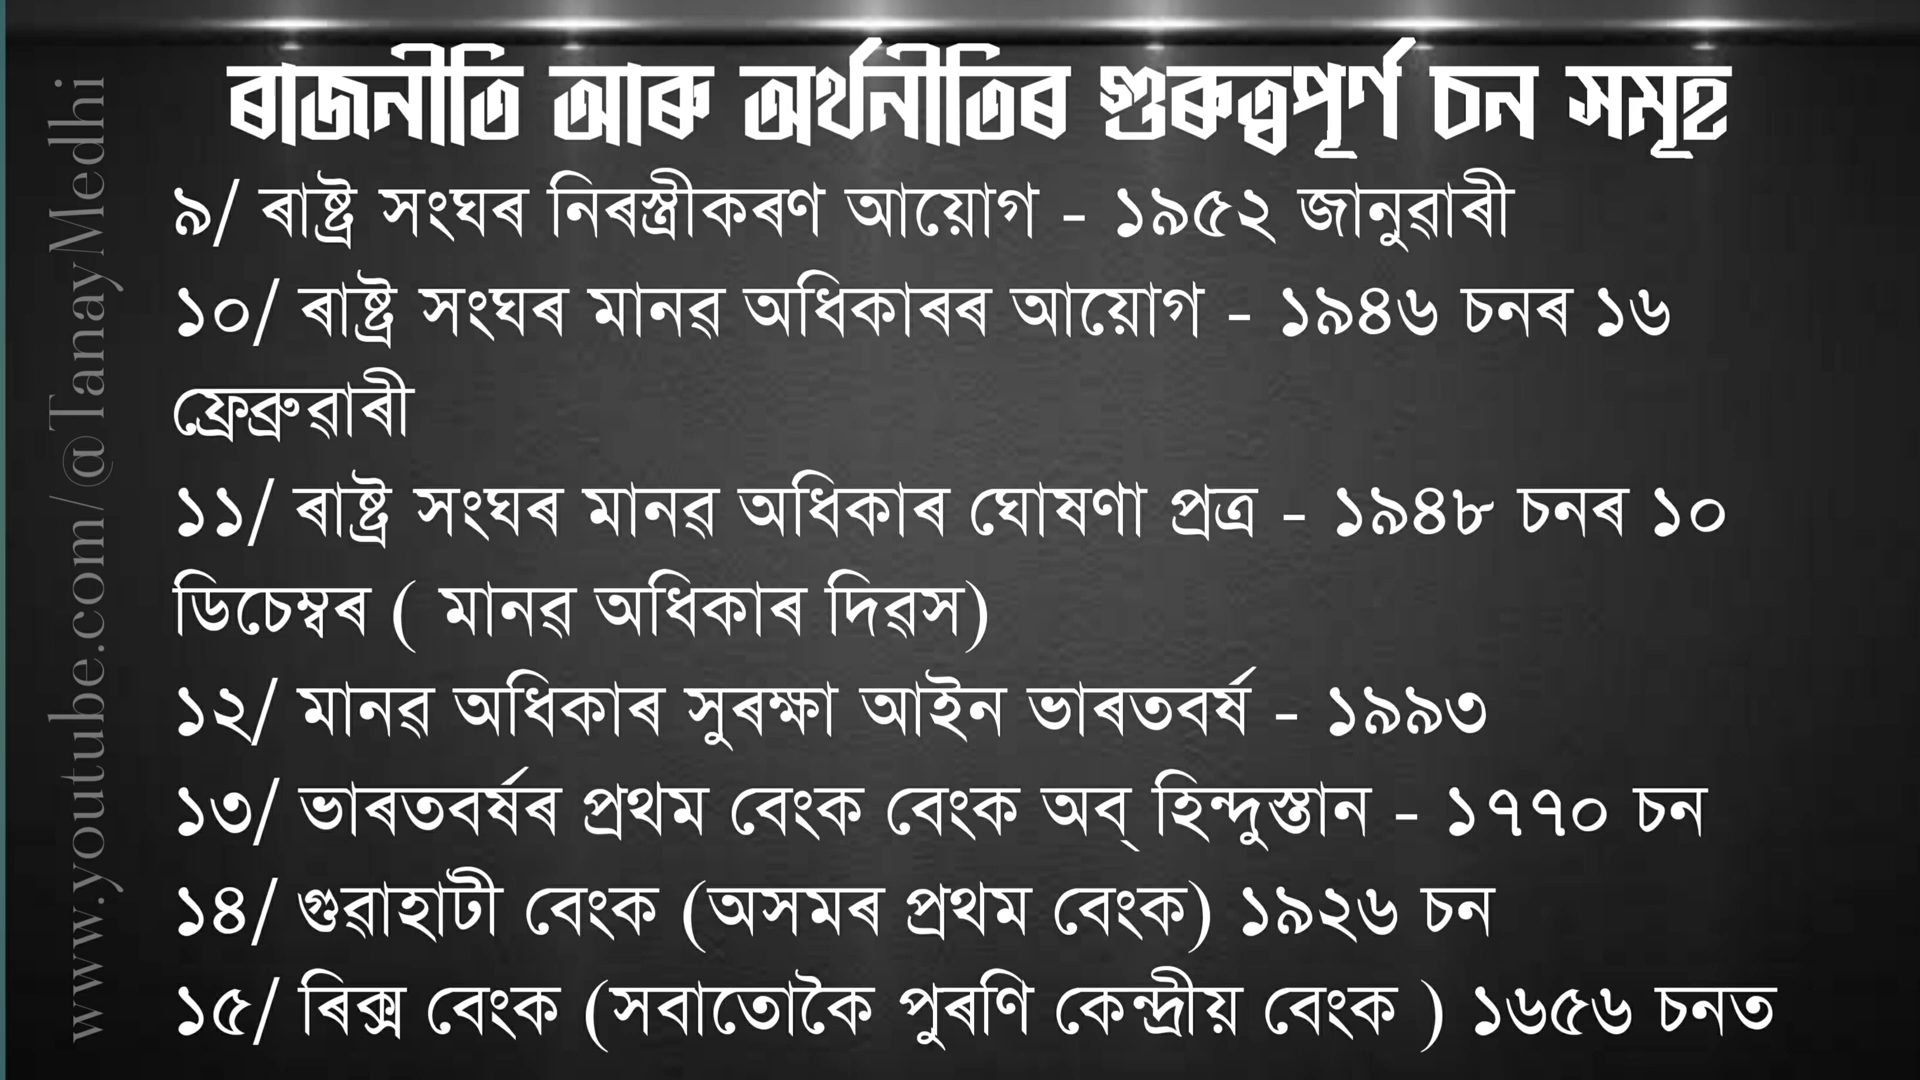 ৰাজনীতি আৰু অৰ্থনীতিৰ গুৰুত্বপূৰ্ণ চন সমূহ
৯/ ৰাষ্ট্ৰ সংঘৰ নিৰস্ত্ৰীকৰণ আয়োগ - ১৯৫২ জানুৱাৰী
১০/ ৰাষ্ট্ৰ সংঘৰ মানৱ অধিকাৰৰ আয়োগ - ১৯৪৬ চনৰ ১৬
ফ্ৰেব্ৰুৱাৰী
১১/ ৰাষ্ট্ৰ সংঘৰ মানৱ অধিকাৰ ঘোষণা প্ৰত্ৰ - ১৯৪৮ চনৰ ১০
ডিচেম্বৰ ( মানৱ অধিকাৰ দিৱস)
১২/ মানৱ অধিকাৰ সুৰক্ষা আইন ভাৰতবৰ্ষ - ১৯৯৩
১৩/ ভাৰতবৰ্ষৰ প্ৰথম বেংক বেংক অব্ হিন্দুস্তান - ১৭৭০ চন
১৪/ গুৱাহাটী বেংক (অসমৰ প্ৰথম বেংক) ১৯২৬ চন
১৫/ ৰিক্স বেংক (সবাতোকৈ পুৰণি কেন্দ্ৰীয় বেংক ) ১৬৫৬ চনত
www.youtube.com/@TanayMedhi